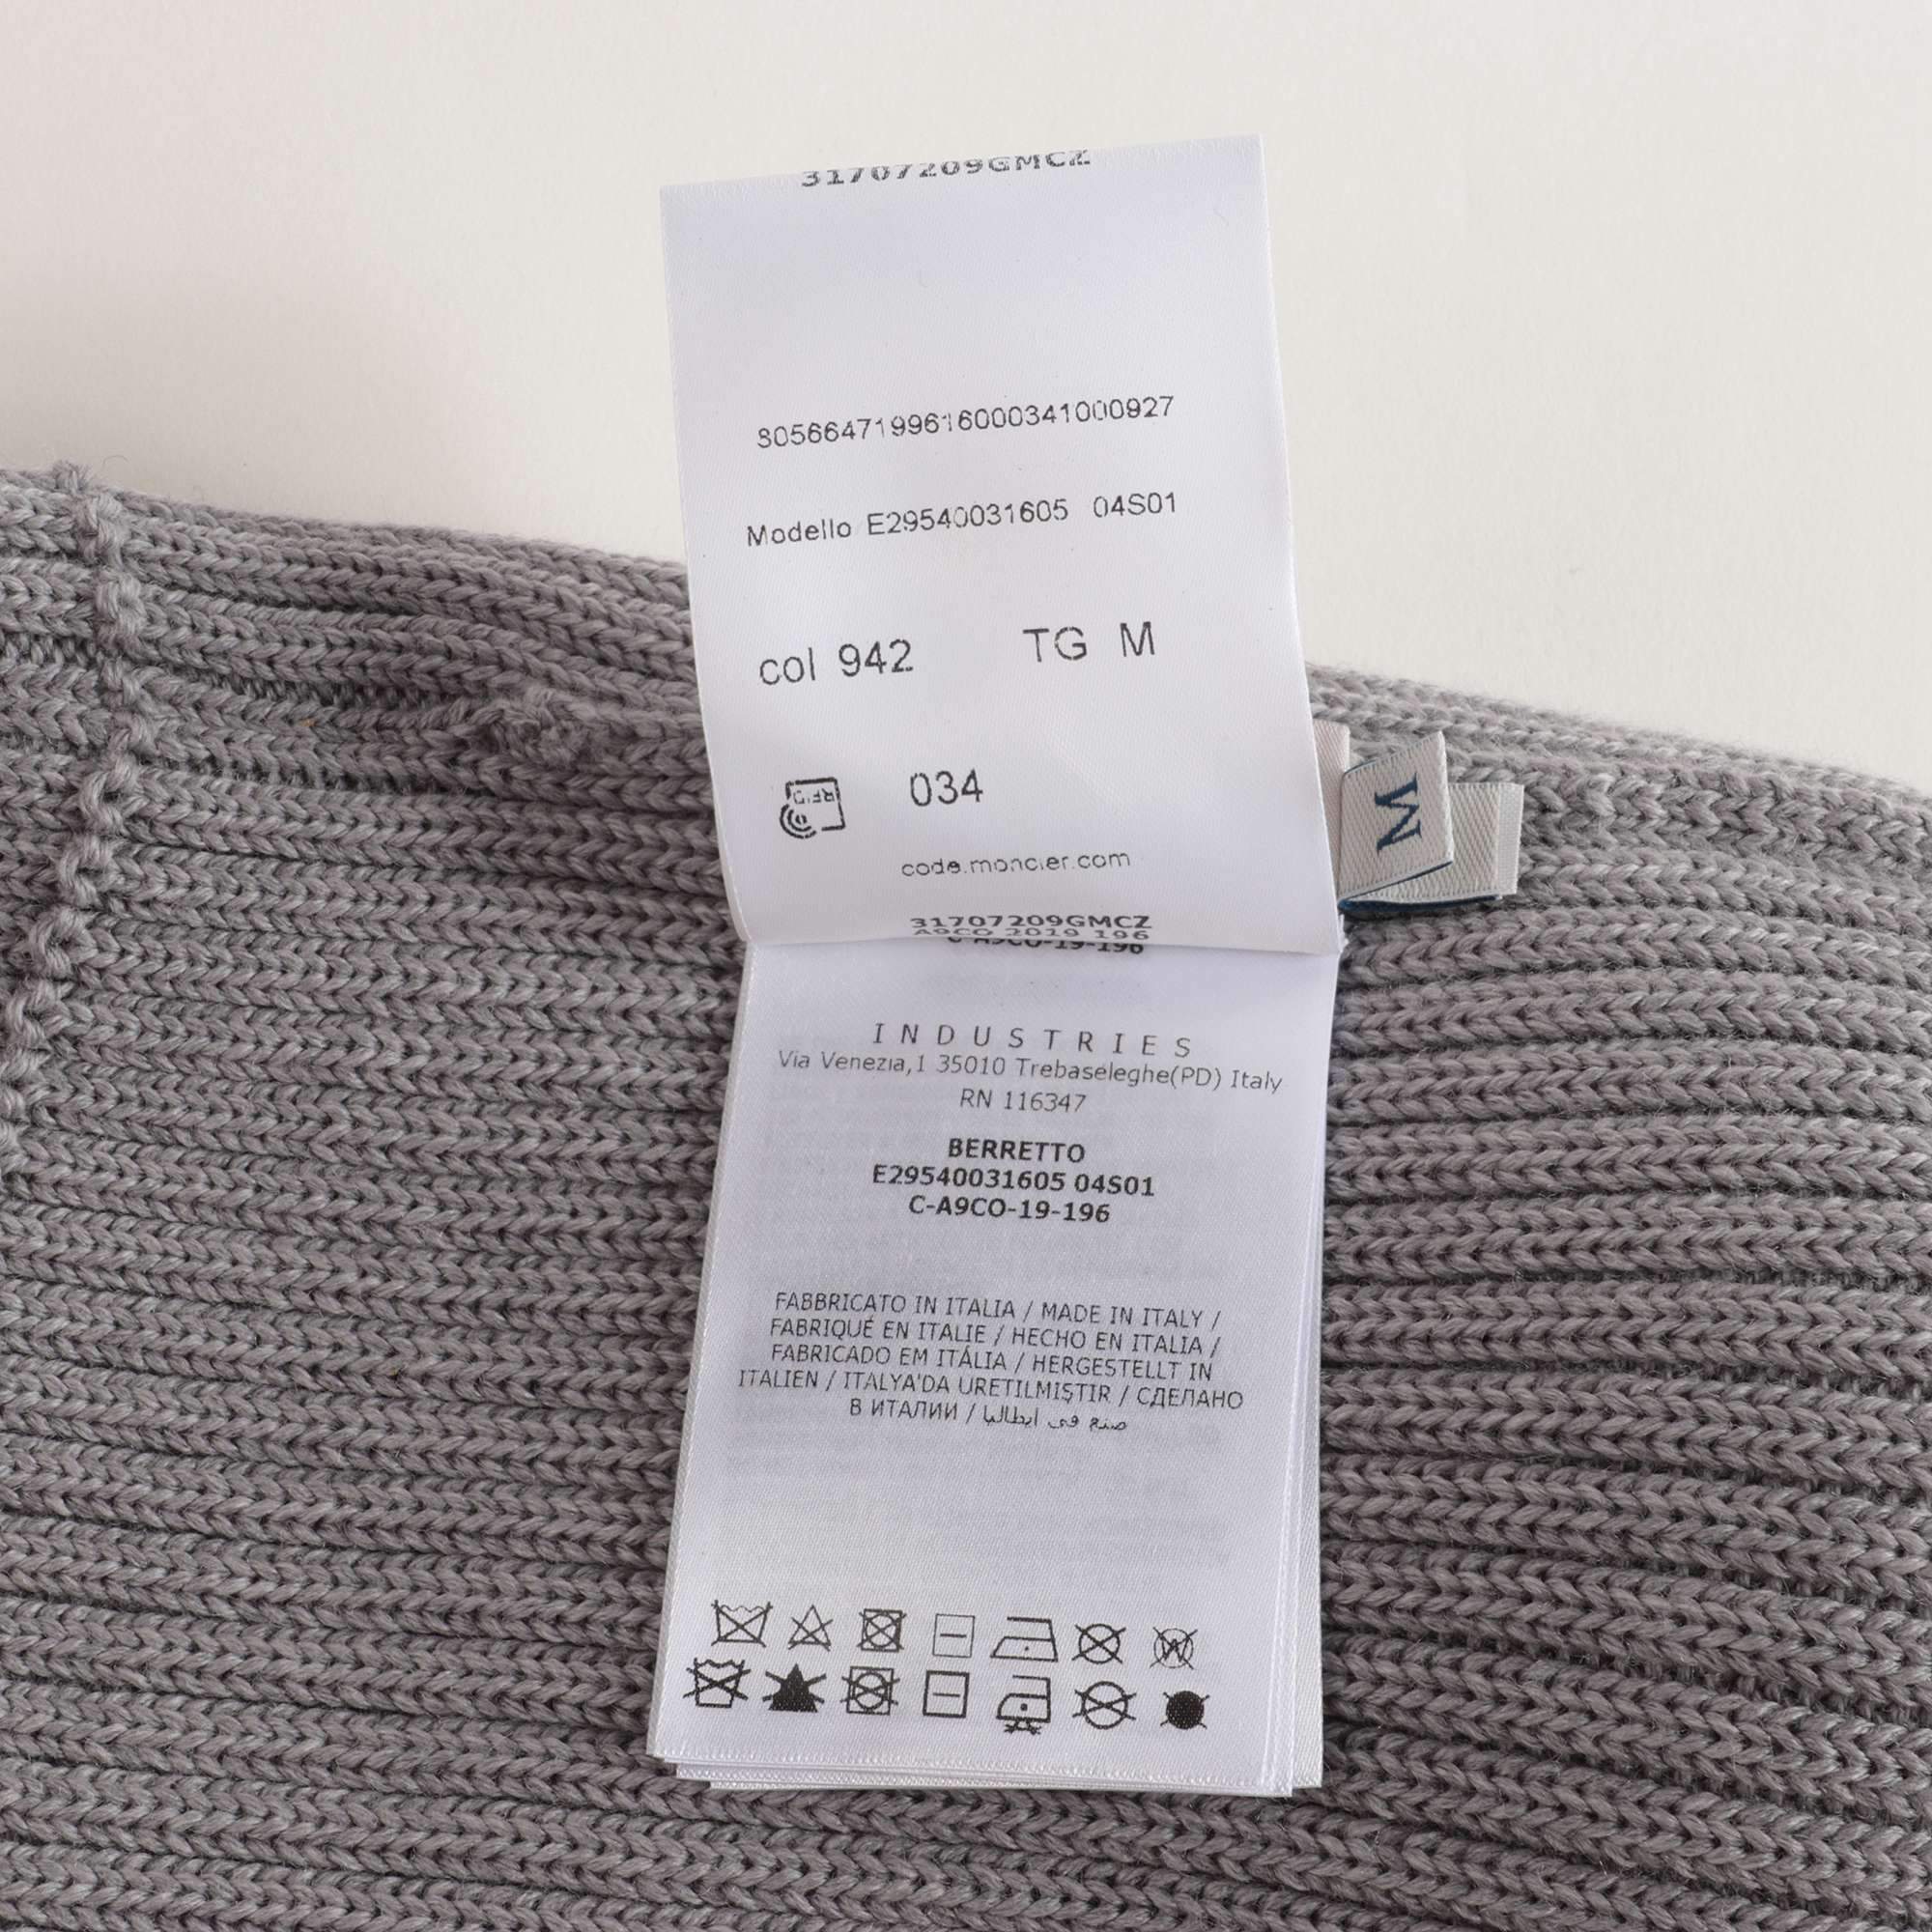 31707209GMCZ
8056647199616000341000927
Modello E29540031605 04S01
col 942 TG M
RFID
034
code.moncler.com
31707209GMCZ
A9CO 2019 196
C-A9CO-19-196
M
INDUSTRIES
Via Venezia,1 35010 Trebaseleghe(PD) Italy
RN 116347
BERRETTO
E29540031605 04S01
C-A9CO-19-196
FABBRICATO IN ITALIA / MADE IN ITALY /
FABRIQUÉ EN ITALIE / HECHO EN ITALIA /
FABRICADO EM ITÁLIA / HERGESTELLT IN
ITALIEN / ITALYA'DA URETILMIŞTIR / СДЕЛАНО
В ИТАЛИИ / صنع في ايطاليا
W